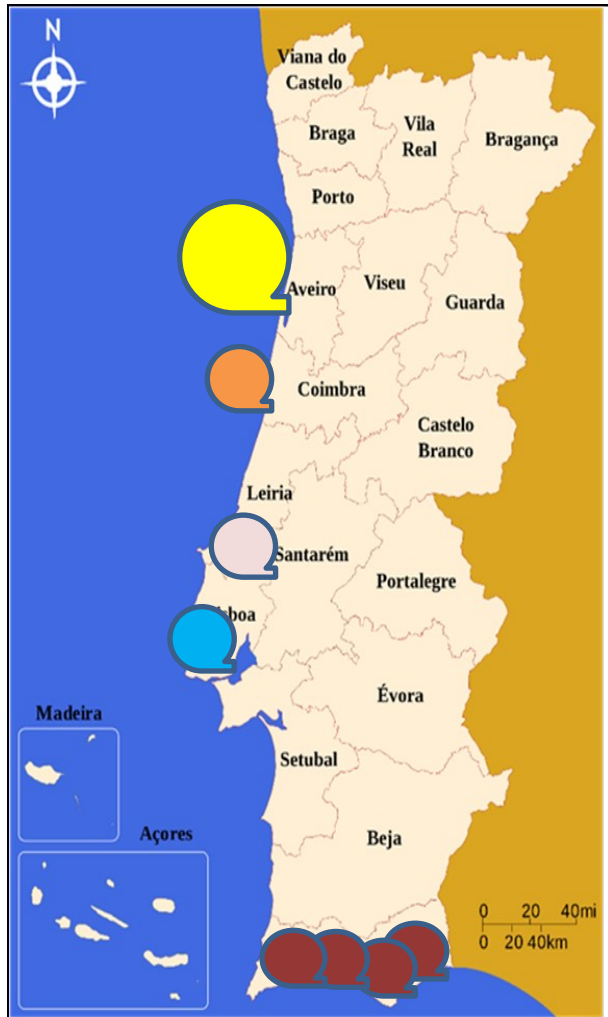 N
Viana do
Castelo
Braga
Vila
Real
Bragança
Porto
Aveiro
Viseu
Guarda
Coimbra
Castelo
Branco
Leiria
Santarém
Portalegre
boa
Évora
Madeira
Setubal
Açores
Beja
0 20 40mi
0 20 40km